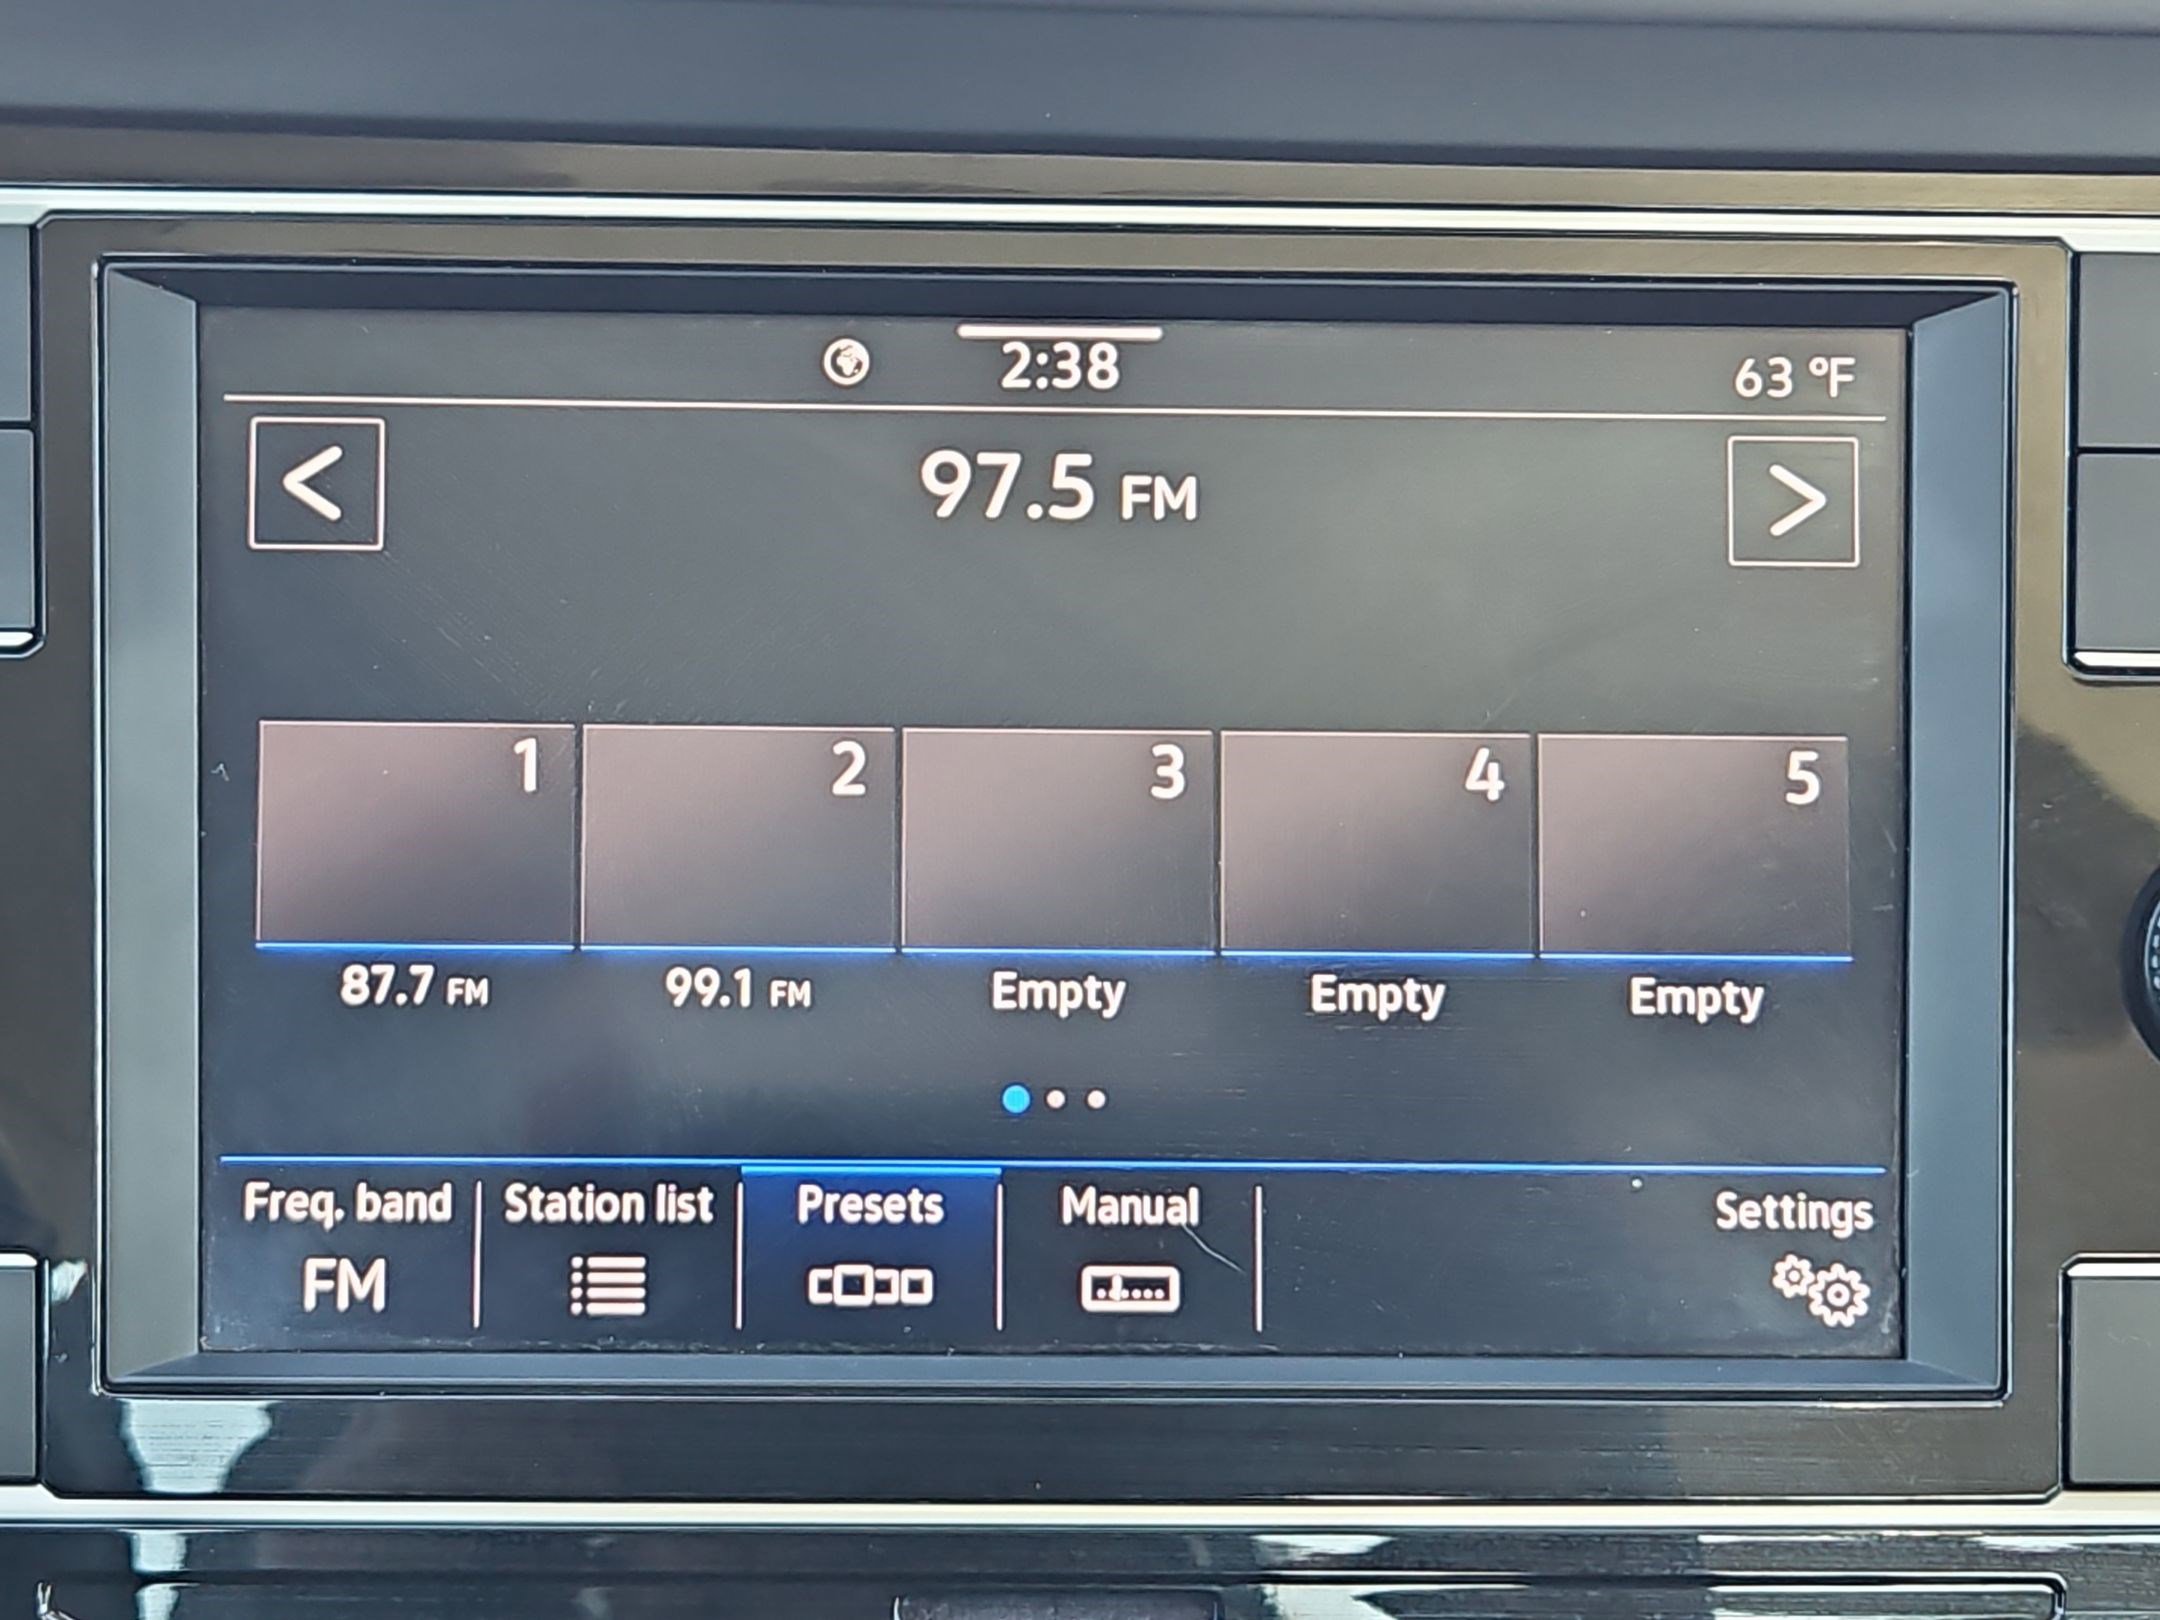 2:38
63 °F
< 97.5 FM >
1 2 3 4 5
87.7 FM 99.1 FM Empty Empty Empty
Freq. band Station list Presets Manual Settings
FM